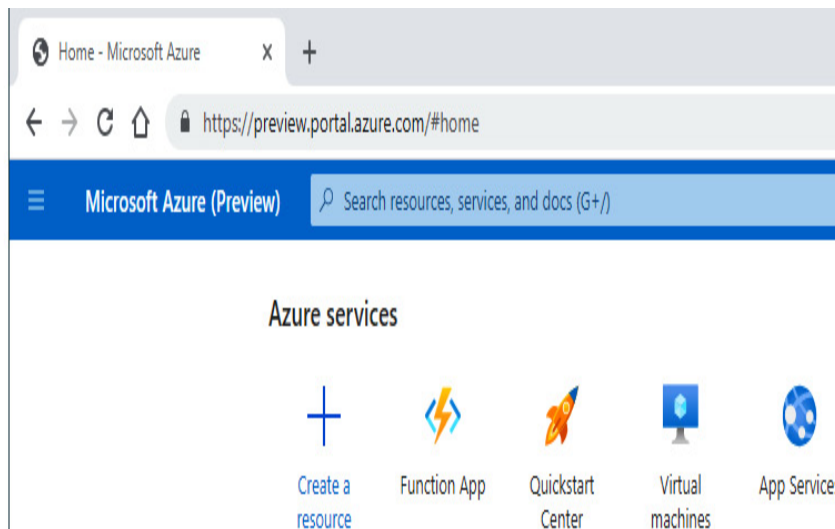 Home - Microsoft Azure
https://preview.portal.azure.com/#home
Microsoft Azure (Preview)
Search resources, services, and docs (G+/)
Azure services
Create a resource
Function App
Quickstart Center
Virtual machines
App Service